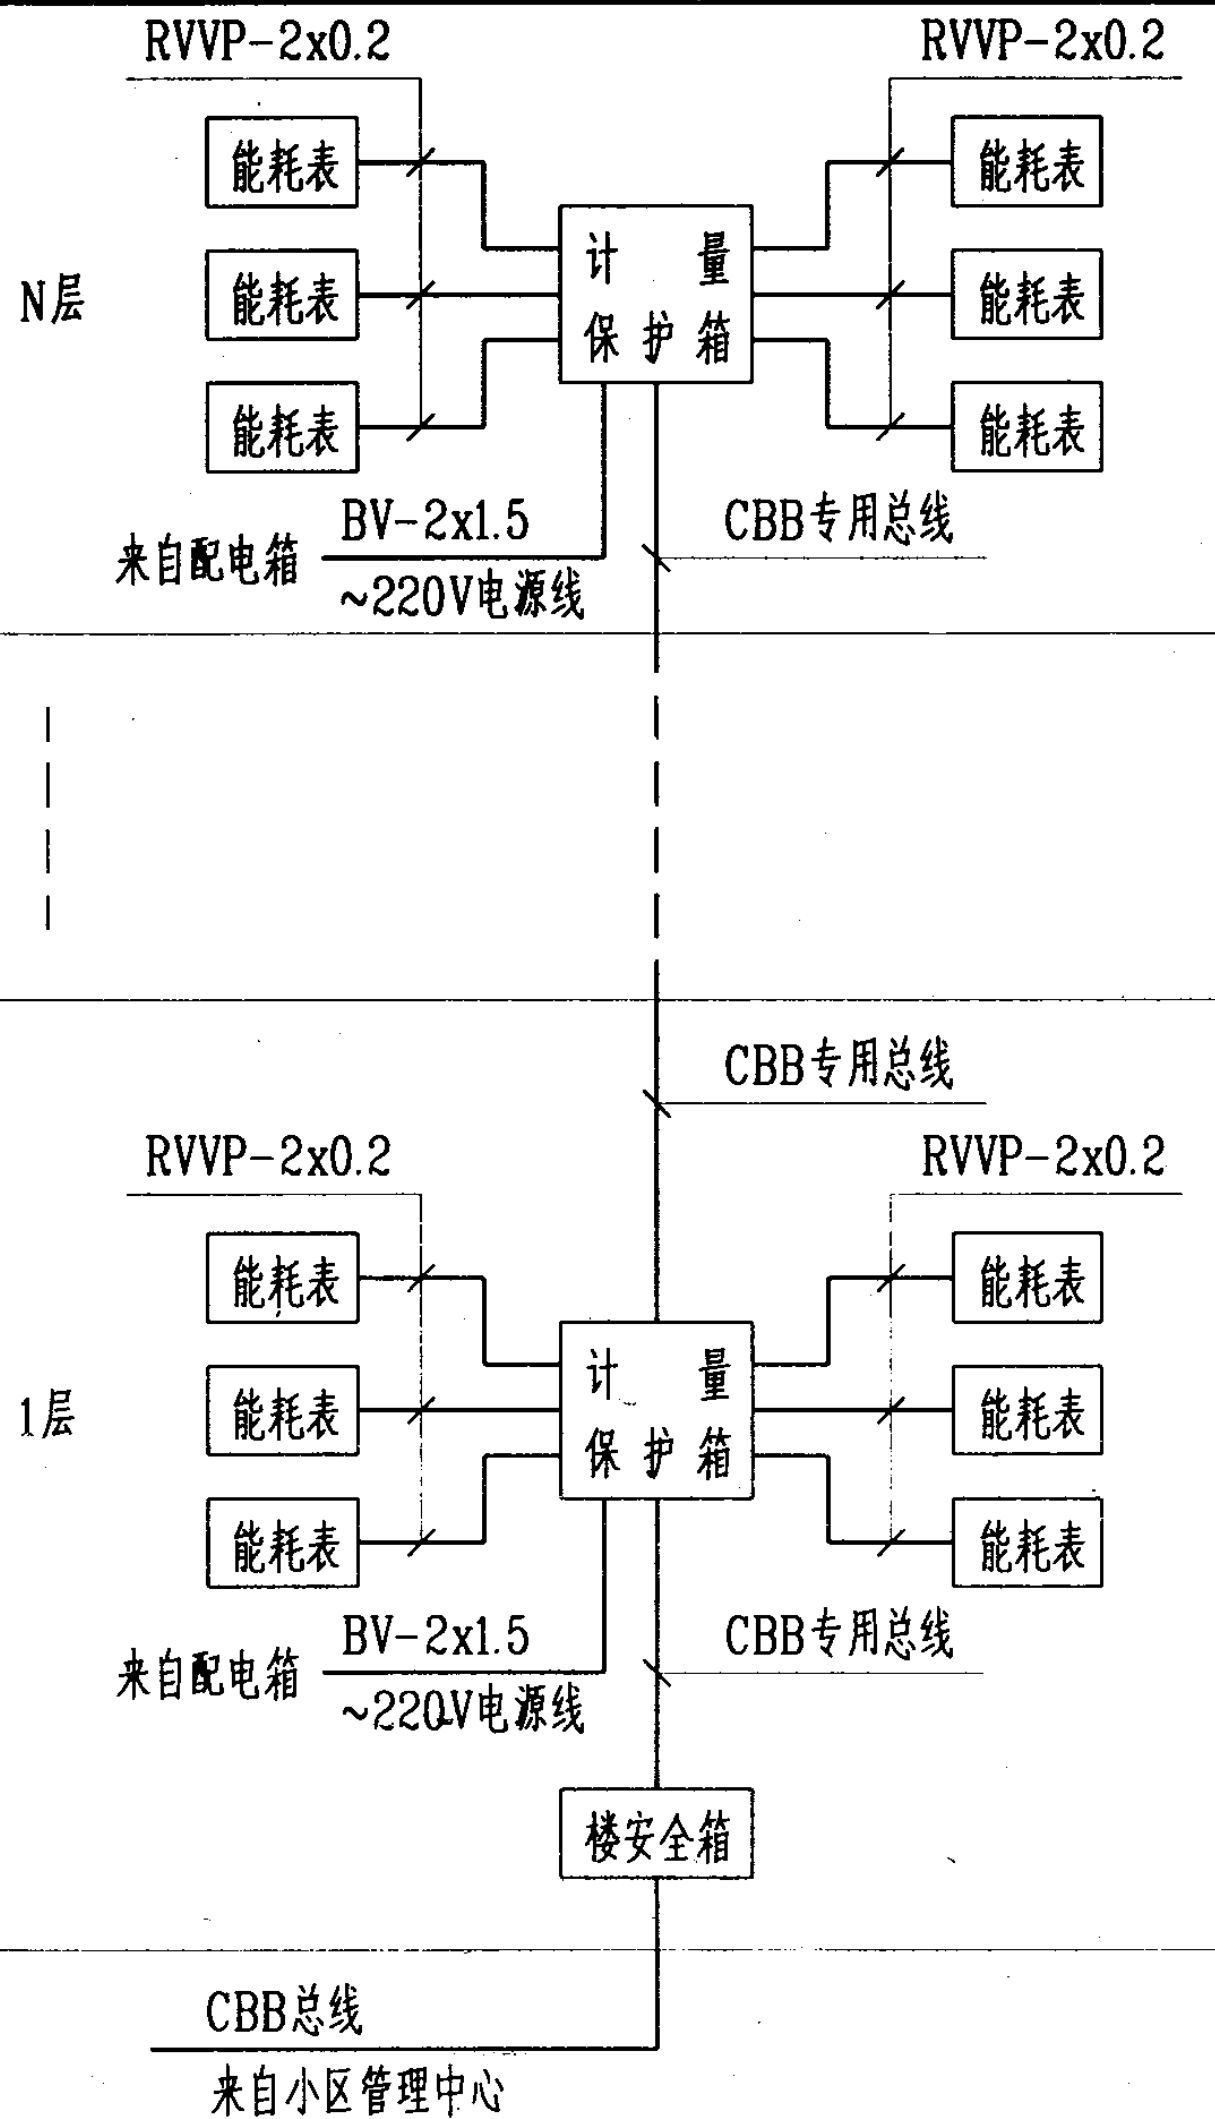 RVVP-2x0.2
RVVP-2x0.2
能耗表
能耗表
计 量
N层
能耗表
能耗表
保护箱
能耗表
能耗表
BV-2x1.5
CBB专用总线
来自配电箱
~220V电源线
CBB专用总线
RVVP-2x0.2
RVVP-2x0.2
能耗表
能耗表
计 量
1层
能耗表
能耗表
保护箱
能耗表
能耗表
BV-2x1.5
CBB专用总线
来自配电箱
~220V电源线
楼安全箱
CBB总线
来自小区管理中心